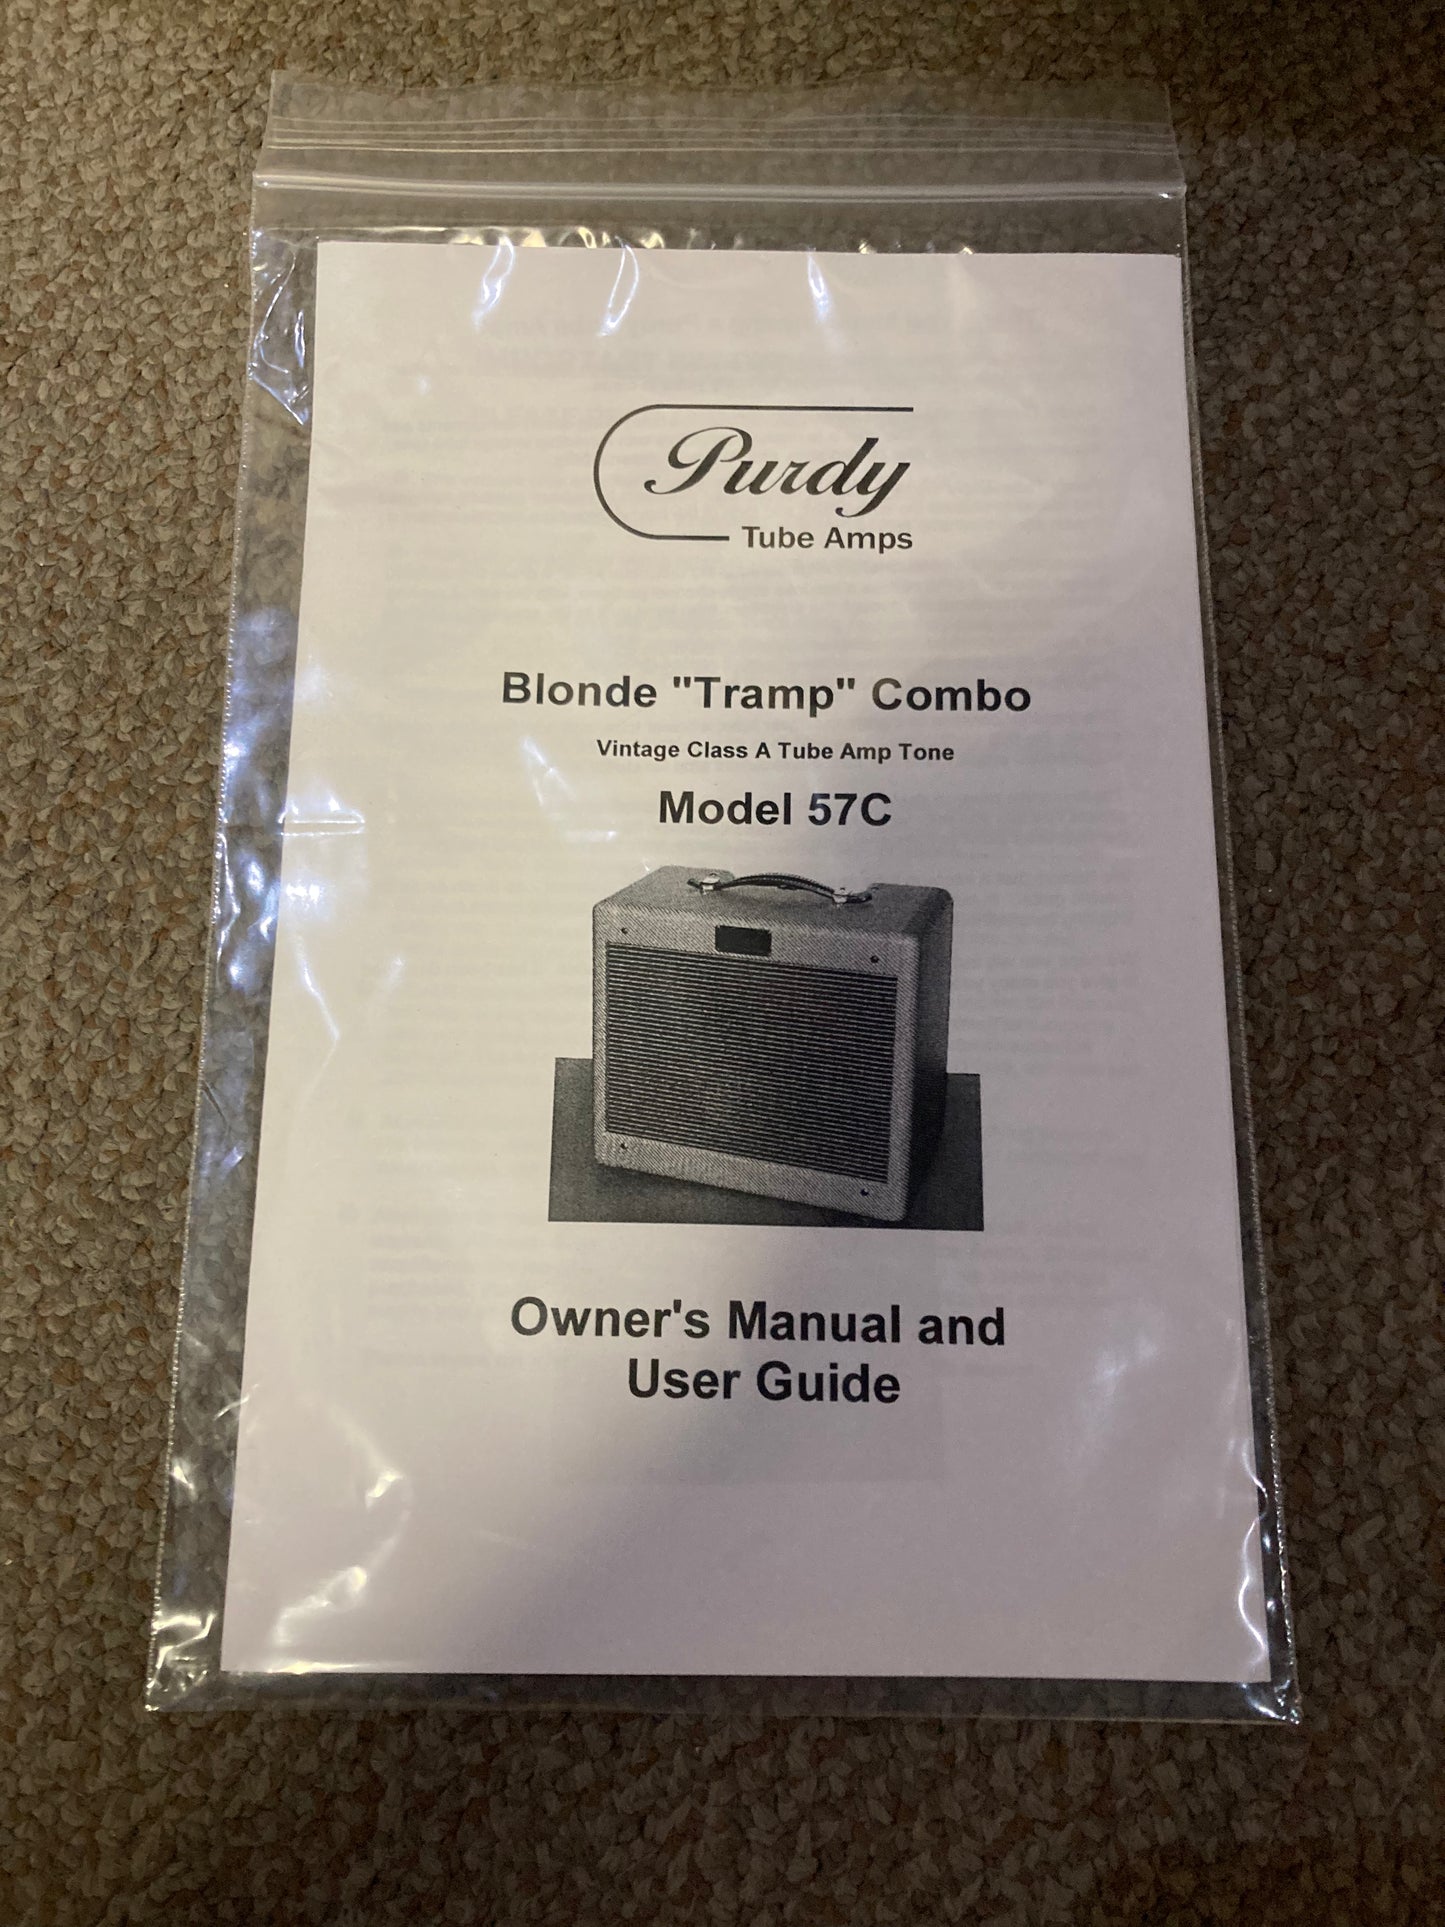 Purdy
Tube Amps
Blonde "Tramp" Combo
Vintage Class A Tube Amp Tone
Model 57C
Owner's Manual and
User Guide